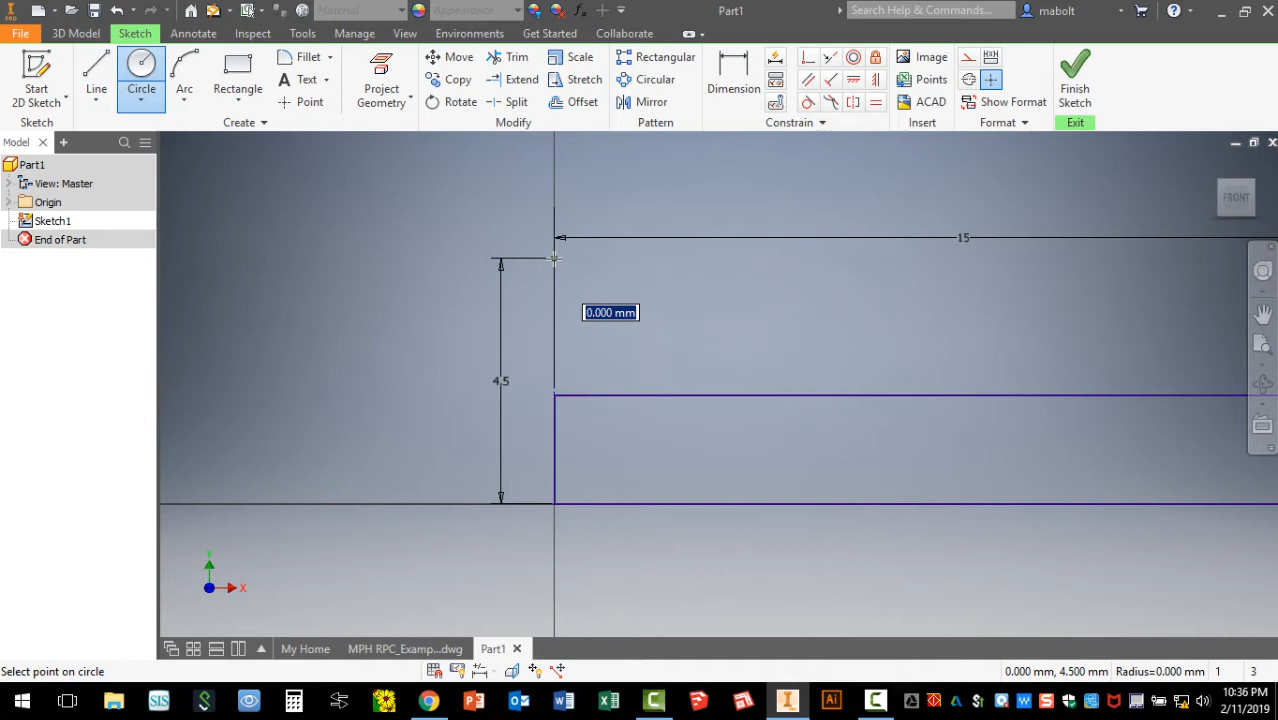 PRO Material Appearance fx Part1 Search Help & Commands... mabolt
File 3D Model Sketch Annotate Inspect Tools Manage View Environments Get Started Collaborate
Start 2D Sketch Line Circle Arc Rectangle Fillet Text Point Project Geometry Move Copy Rotate Trim Extend Split Scale Stretch Offset Rectangular Circular Mirror Dimension Image Points ACAD Show Format Finish Sketch
Sketch Create Modify Pattern Constrain Insert Format Exit
Model
Part1
View: Master
Origin
Sketch1
End of Part
FRONT
15
0.000 mm
4.5
Y
X
My Home MPH RPC_Examp...dwg Part1
Select point on circle 0.000 mm, 4.500 mm Radius=0.000 mm 1 3
10:36 PM
2/11/2019